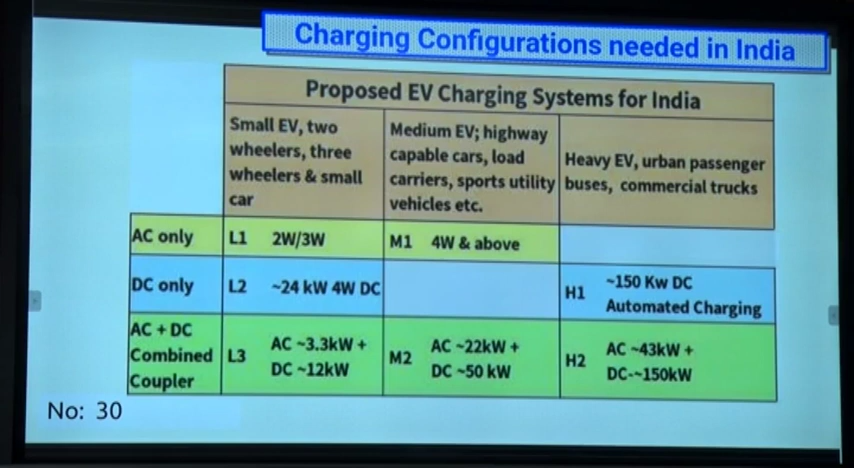 Charging Configurations needed in India
Proposed EV Charging Systems for India
Small EV, two
wheelers, three
wheelers & small
car
Medium EV; highway
capable cars, load
carriers, sports utility
vehicles etc.
Heavy EV, urban passenger
buses, commercial trucks
AC only
L1 2W/3W
M1 4W & above
DC only
L2 ~24 kW 4W DC
H1
~150 Kw DC
Automated Charging
AC + DC
Combined
Coupler
L3
AC ~3.3kW +
DC ~12kW
M2
AC ~22kW +
DC ~50 kW
H2
AC ~43kW +
DC-~150kW
No: 30